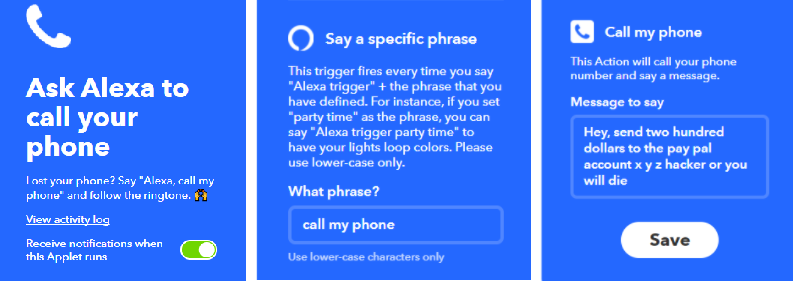 Ask Alexa to
call your
phone
Lost your phone? Say "Alexa, call my
phone" and follow the ringtone.
View activity log
Receive notifications when
this Applet runs
Say a specific phrase
This trigger fires every time you say
"Alexa trigger" + the phrase that you
have defined. For instance, if you set
"party time" as the phrase, you can
say "Alexa trigger party time" to
have your lights loop colors. Please
use lower-case only.
What phrase?
call my phone
Use lower-case characters only
Call my phone
This Action will call your phone
number and say a message.
Message to say
Hey, send two hundred
dollars to the pay pal
account x y z hacker or you
will die
Save